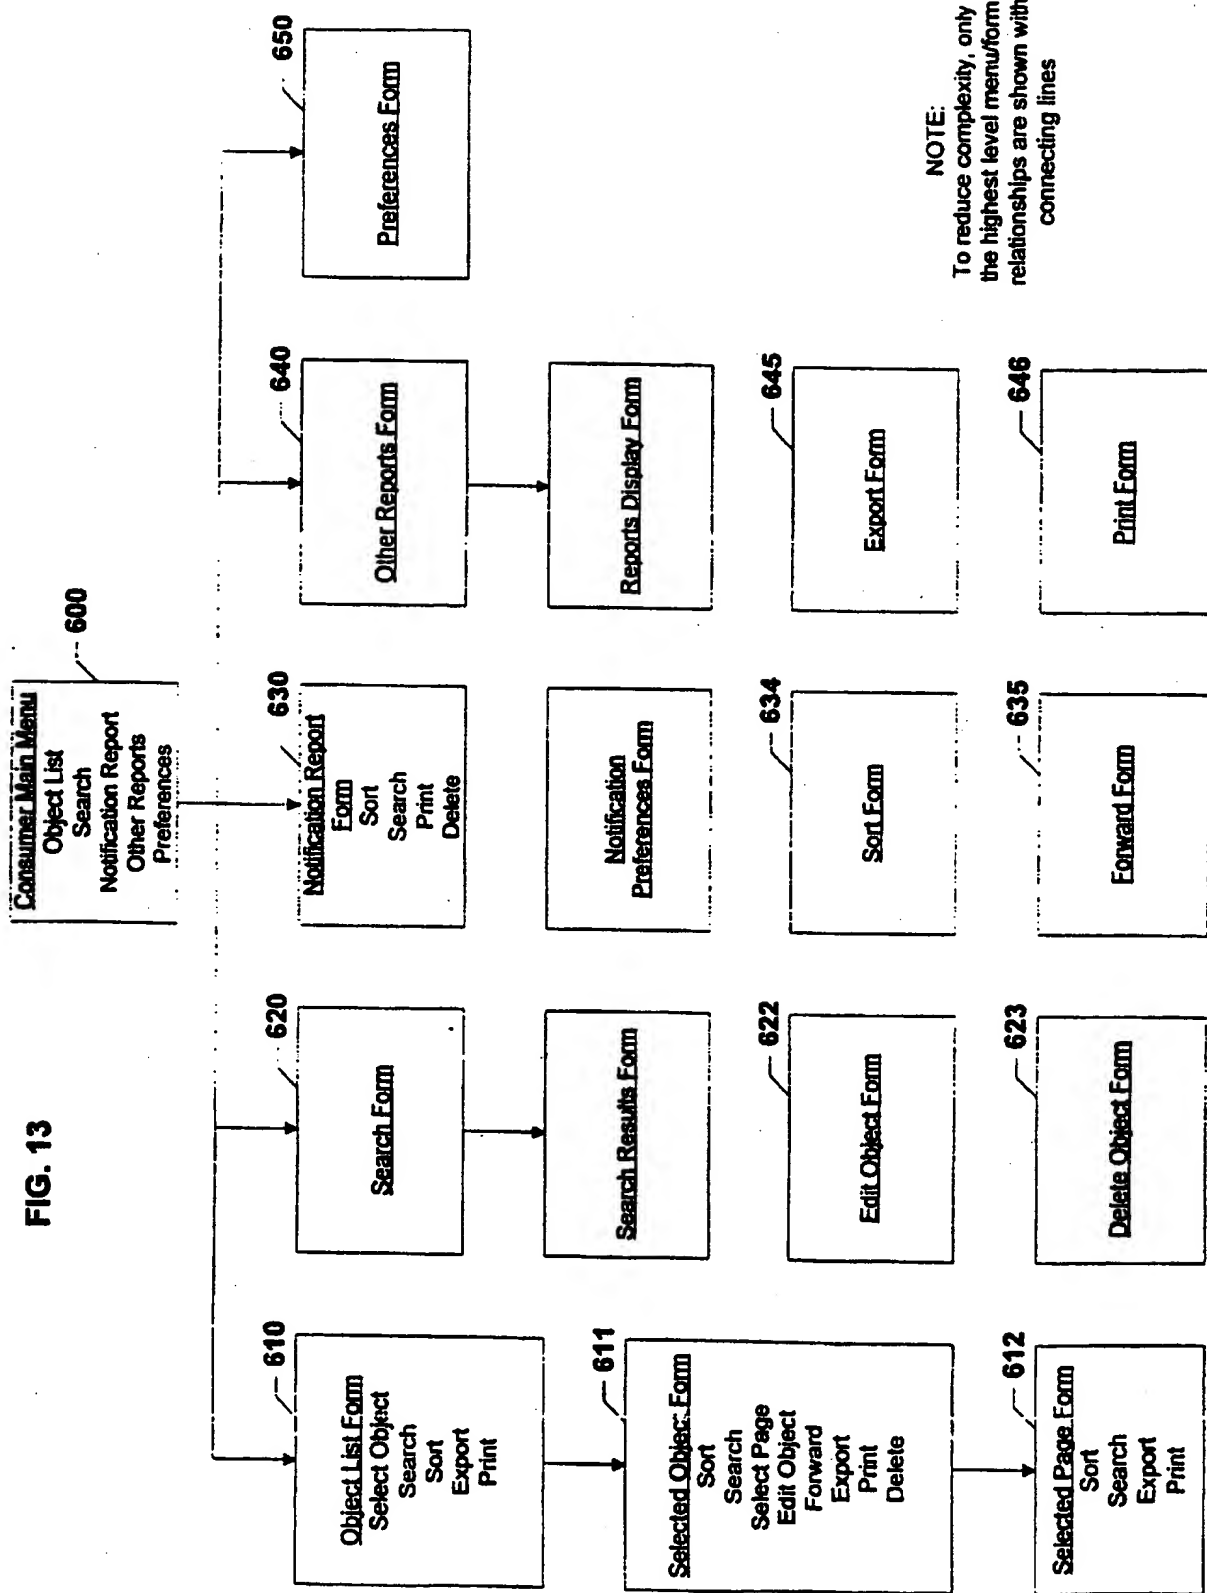 FIG. 13
Consumer Main Menu
Object List
Search
Notification Report
Other Reports
Preferences
600
610
Object List Form
Select Object
Search
Sort
Export
Print
620
Search Form
630
Notification Report
Form
Sort
Search
Print
Delete
640
Other Reports Form
650
Preferences Form
611
Selected Object Form
Sort
Search
Select Page
Edit Object
Forward
Export
Print
Delete
Search Results Form
Notification
Preferences Form
Reports Display Form
622
Edit Object Form
634
Sort Form
645
Export Form
612
Selected Page Form
Sort
Search
Export
Print
623
Delete Object Form
635
Forward Form
646
Print Form
NOTE:
To reduce complexity, only
the highest level menu/form
relationships are shown with
connecting lines